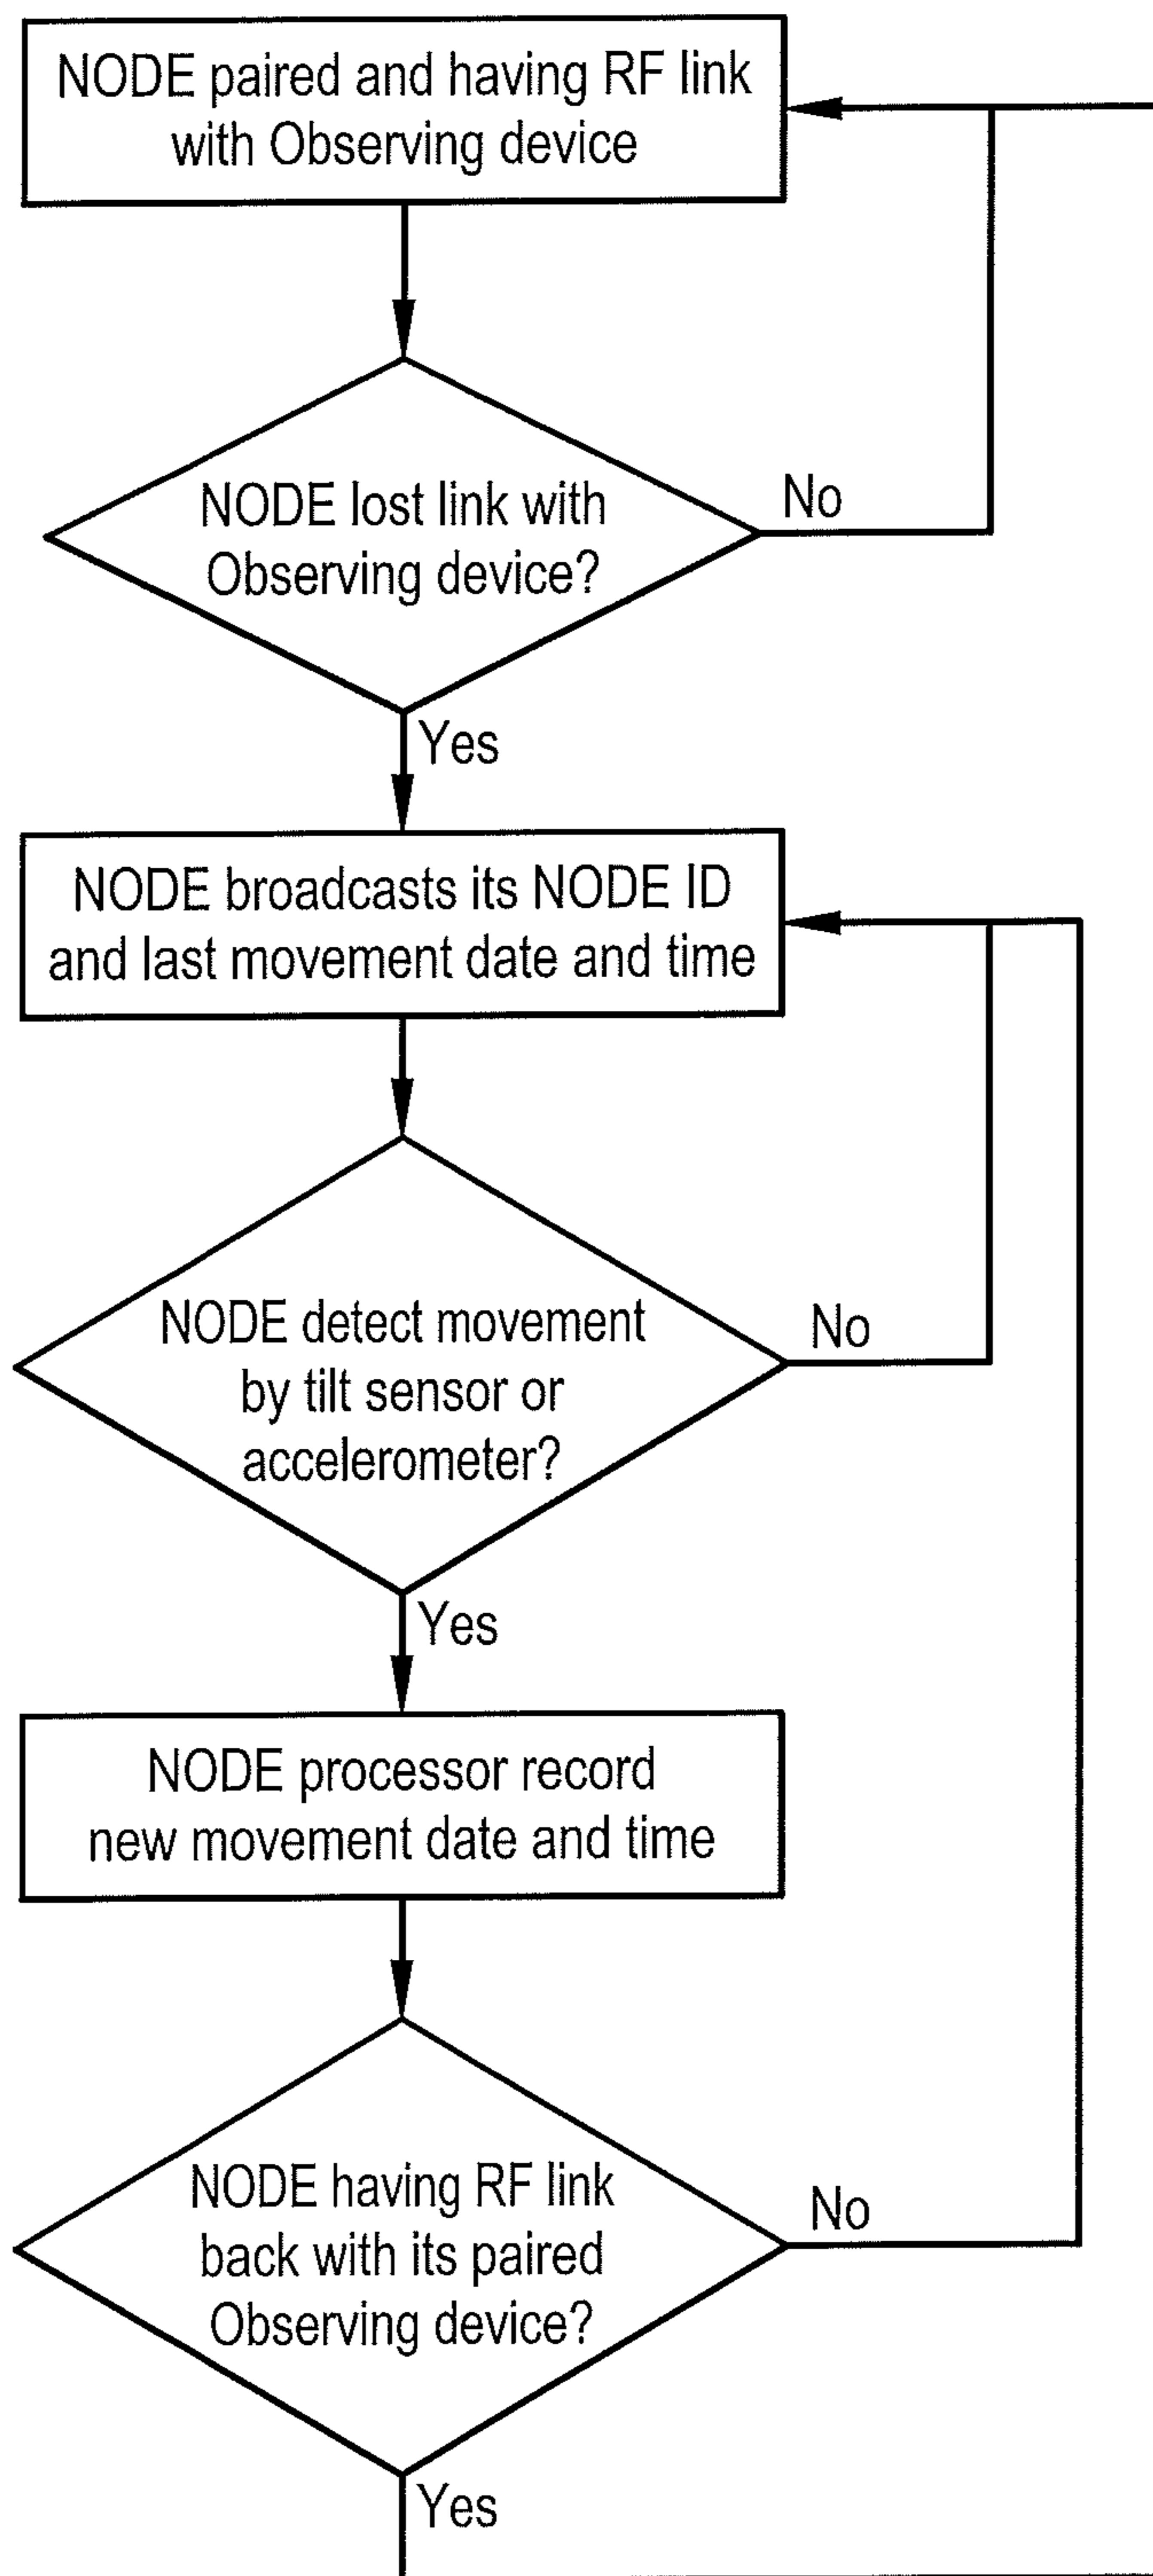 NODE paired and having RF link
with Observing device
NODE lost link with
Observing device?
No
Yes
NODE broadcasts its NODE ID
and last movement date and time
NODE detect movement
by tilt sensor or
accelerometer?
No
Yes
NODE processor record
new movement date and time
NODE having RF link
back with its paired
Observing device?
No
Yes